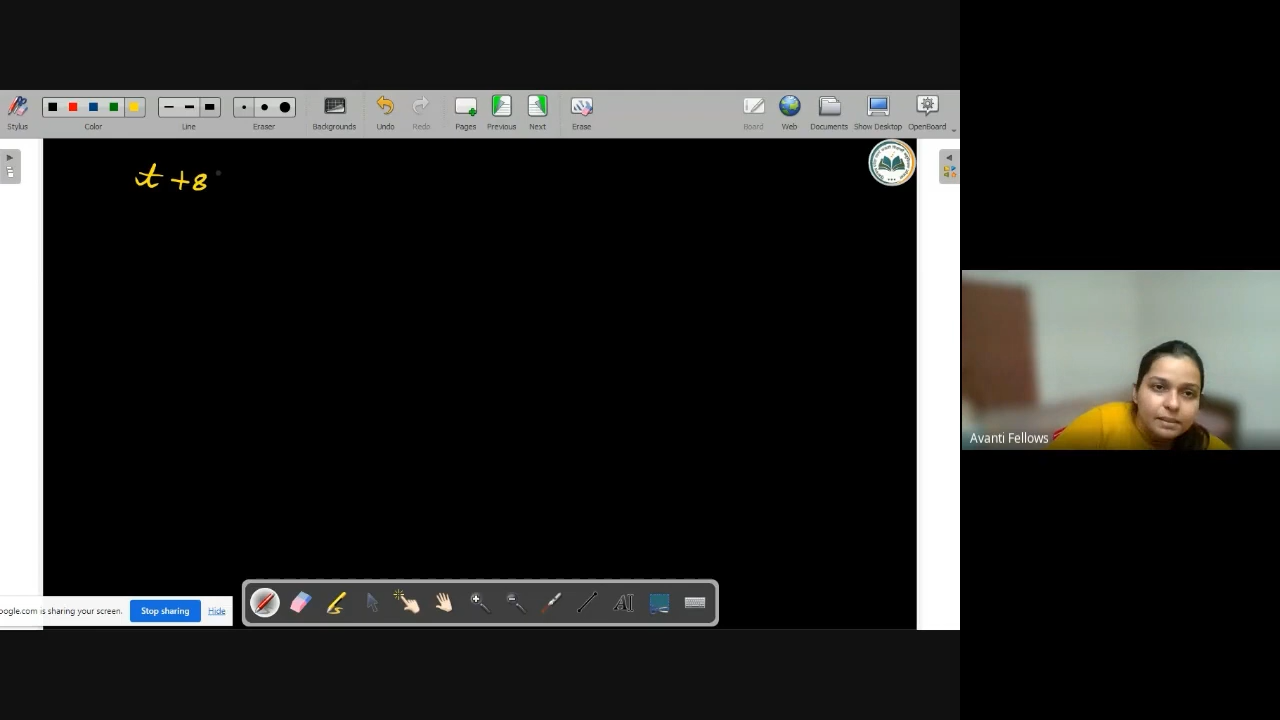 Stylus Color Line Eraser Backgrounds Undo Redo Pages Previous Next Erase Board Web Documents Show Desktop OpenBoard
t + 8
Avanti Fellows
oogle.com is sharing your screen. Stop sharing Hide
AI